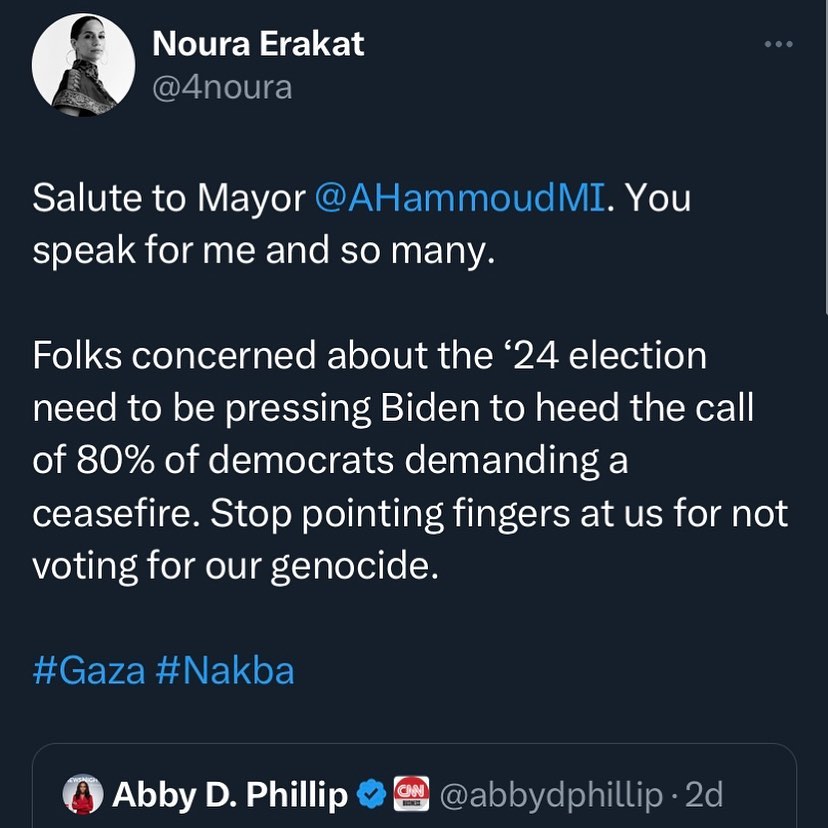 Noura Erakat
@4noura
Salute to Mayor @AHammoudMI. You
speak for me and so many.
Folks concerned about the ‘24 election
need to be pressing Biden to heed the call
of 80% of democrats demanding a
ceasefire. Stop pointing fingers at us for not
voting for our genocide.
#Gaza #Nakba
Abby D. Phillip CNN BUSINESS @abbydphillip · 2d